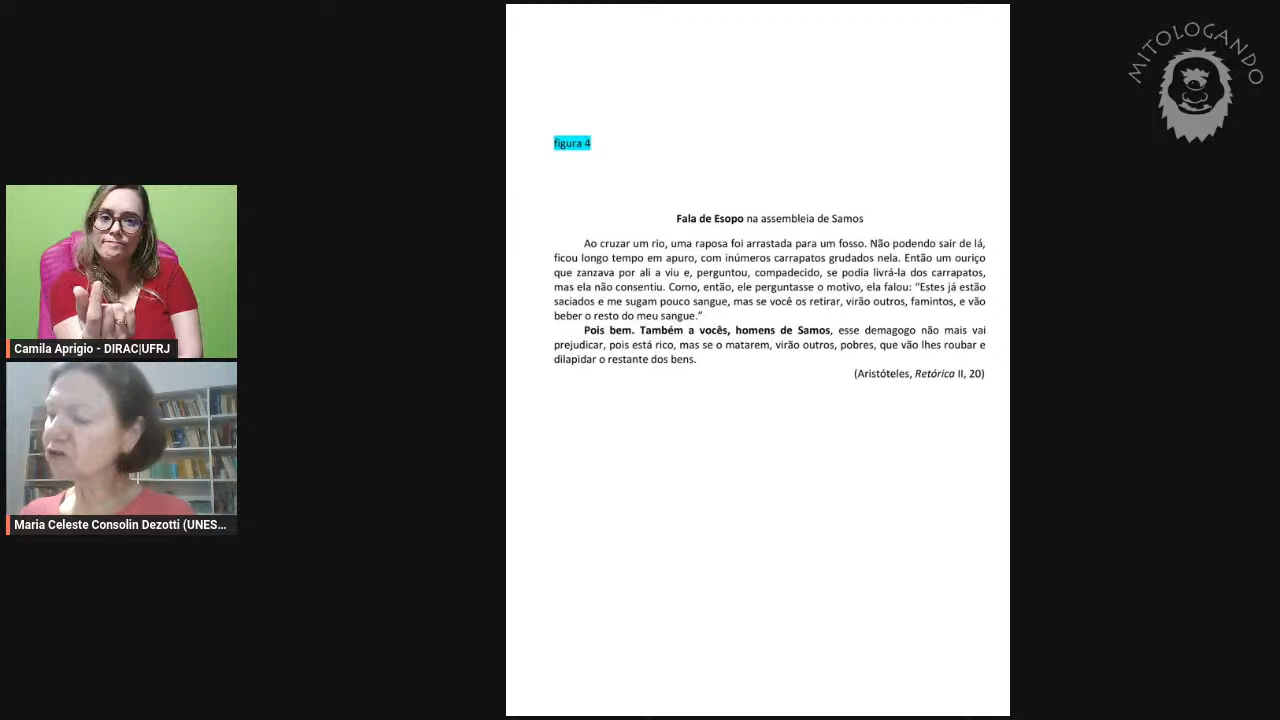 MITOLOGANDO
figura 4
Fala de Esopo na assembleia de Samos
Ao cruzar um rio, uma raposa foi arrastada para um fosso. Não podendo sair de lá,
ficou longo tempo em apuro, com inúmeros carrapatos grudados nela. Então um ouriço
que zanzava por ali a viu e, perguntou, compadecido, se podia livrá-la dos carrapatos,
mas ela não consentiu. Como, então, ele perguntasse o motivo, ela falou: “Estes já estão
saciados e me sugam pouco sangue, mas se você os retirar, virão outros, famintos, e vão
beber o resto do meu sangue.”
Pois bem. Também a vocês, homens de Samos, esse demagogo não mais vai
prejudicar, pois está rico, mas se o matarem, virão outros, pobres, que vão lhes roubar e
dilapidar o restante dos bens.
(Aristóteles, Retórica II, 20)
Camila Aprigio - DIRAC|UFRJ
Maria Celeste Consolin Dezotti (UNES...